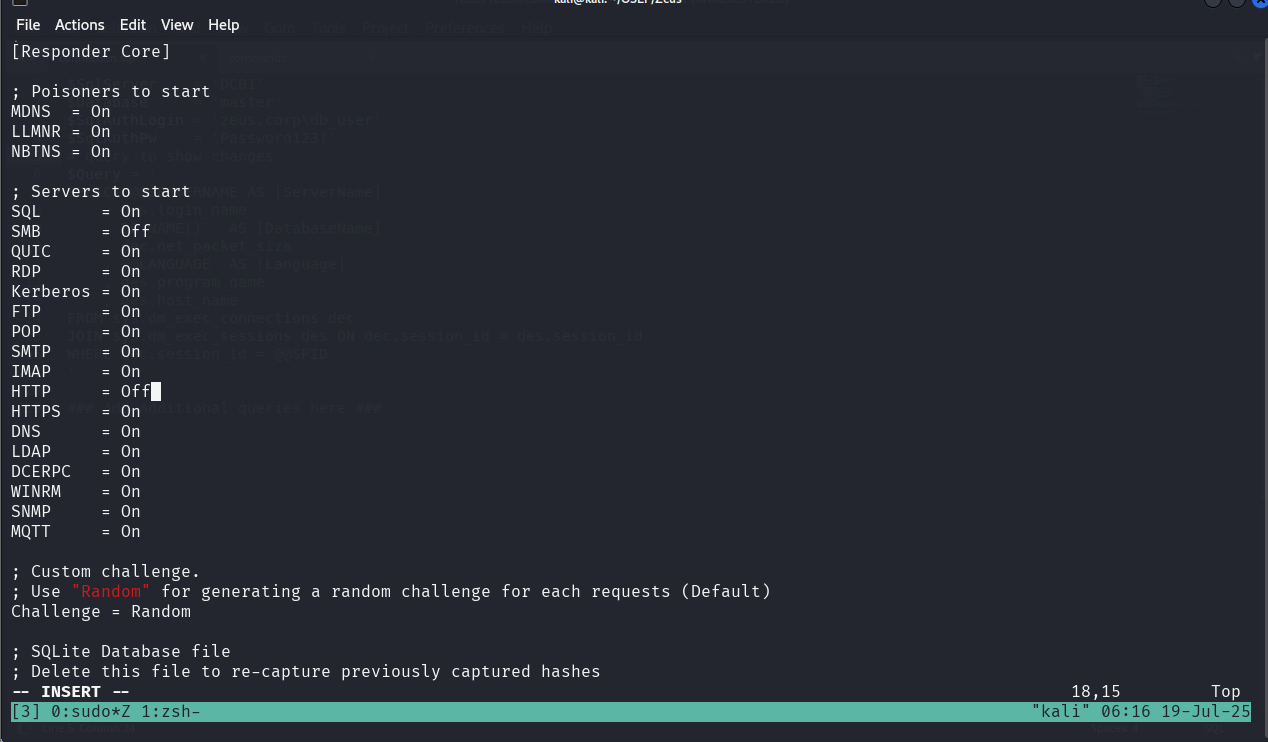 kali@kali: ~/OSEP/Zeus
File Actions Edit View Help
[Responder Core]
; Poisoners to start
MDNS = On
LLMNR = On
NBTNS = On
; Servers to start
SQL = On
SMB = Off
QUIC = On
RDP = On
Kerberos = On
FTP = On
POP = On
SMTP = On
IMAP = On
HTTP = Off
HTTPS = On
DNS = On
LDAP = On
DCERPC = On
WINRM = On
SNMP = On
MQTT = On
; Custom challenge.
; Use "Random" for generating a random challenge for each requests (Default)
Challenge = Random
; SQLite Database file
; Delete this file to re-capture previously captured hashes
-- INSERT -- 18,15 Top
[3] 0:sudo*Z 1:zsh- "kali" 06:16 19-Jul-25